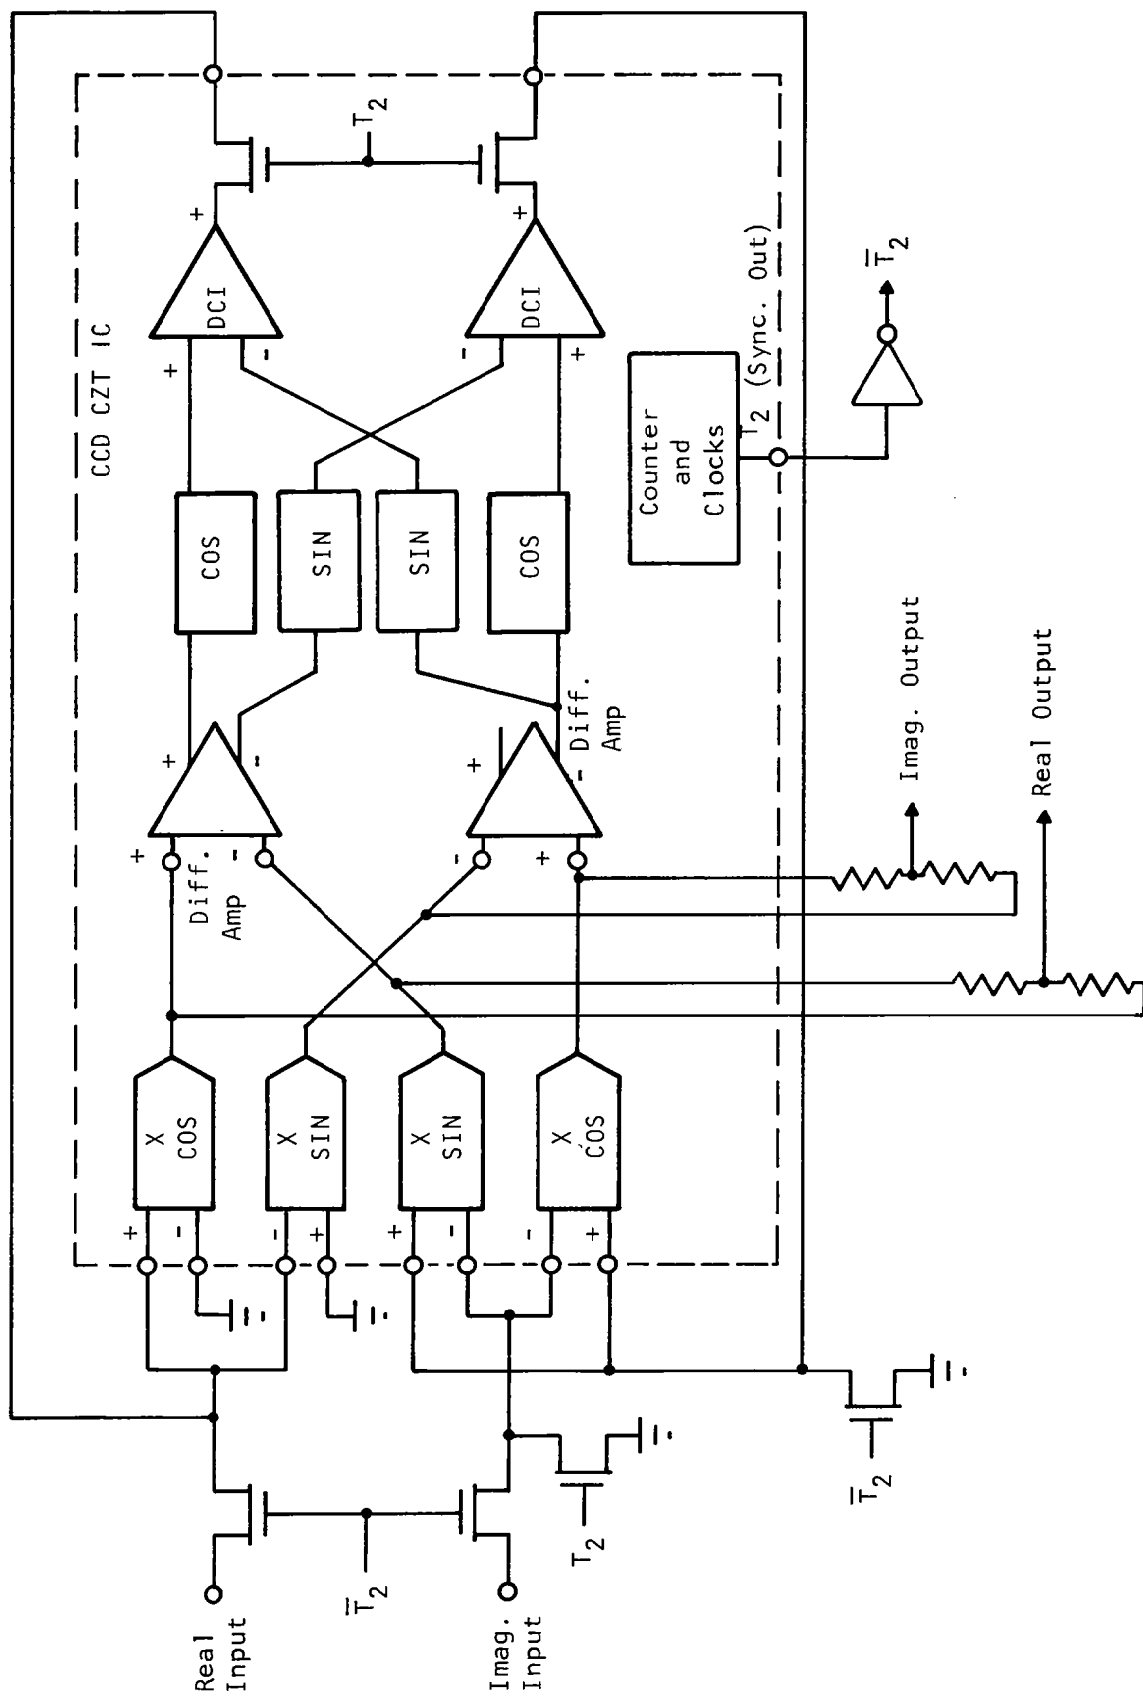 CCD CZT IC
Real
Input
Imag.
Input
T̅2
T2
T̅2
+
-
-
+
+
-
-
+
X
COS
X
SIN
X
SIN
X
COS
+
-
-
+
Diff.
Amp
+
-
+
-
Diff.
Amp
COS
SIN
SIN
COS
+
-
-
+
DCI
DCI
+
+
T2
Counter
and
Clocks
T2 (Sync. Out)
T̅2
Imag. Output
Real Output